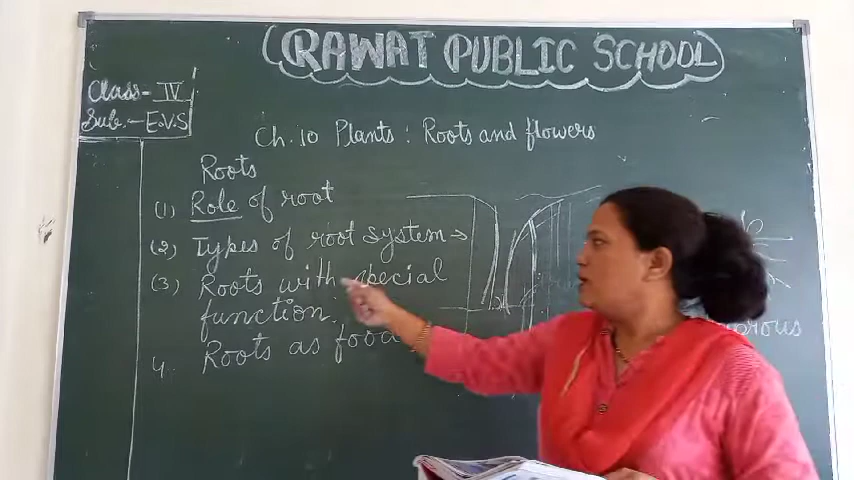 RAWAT PUBLIC SCHOOL
Class- IV
Sub.- E.V.S
Ch. 10 Plants : Roots and flowers
Roots
(1) Role of root
(2) Types of root system →
(3) Roots with special
function.
4. Roots as food